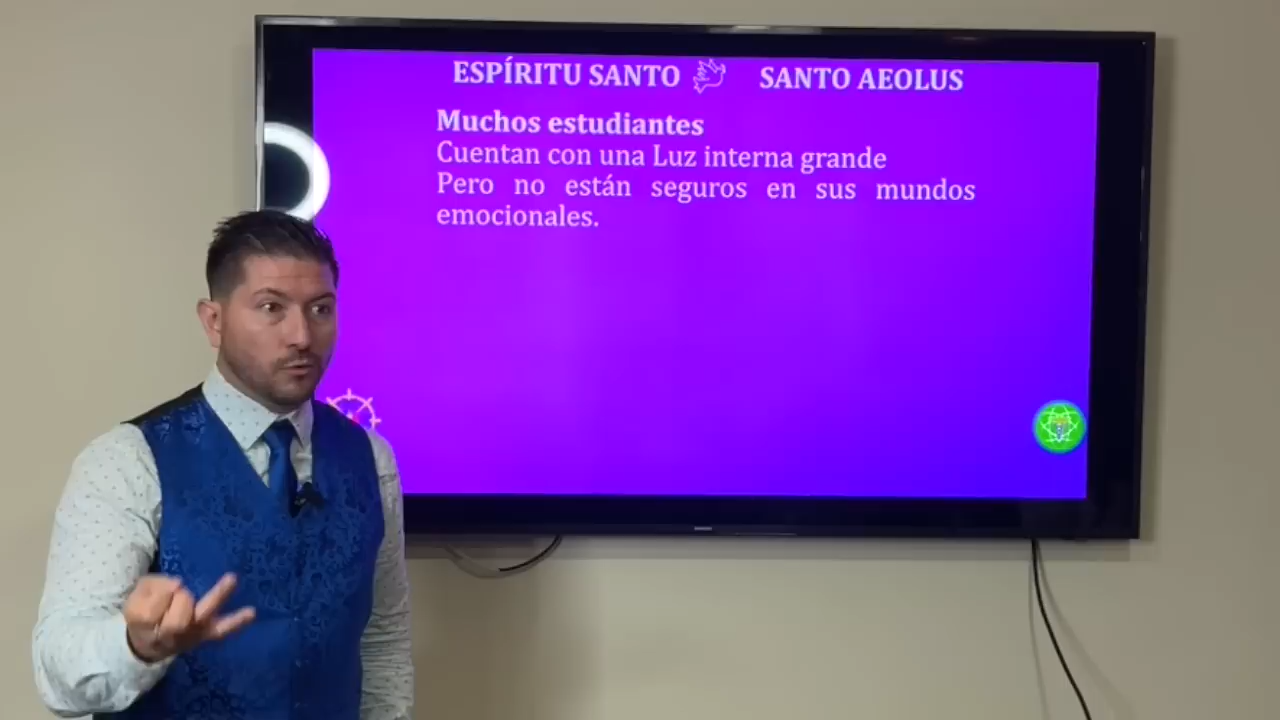 ESPÍRITU SANTO SANTO AEOLUS
Muchos estudiantes
Cuentan con una Luz interna grande
Pero no están seguros en sus mundos
emocionales.